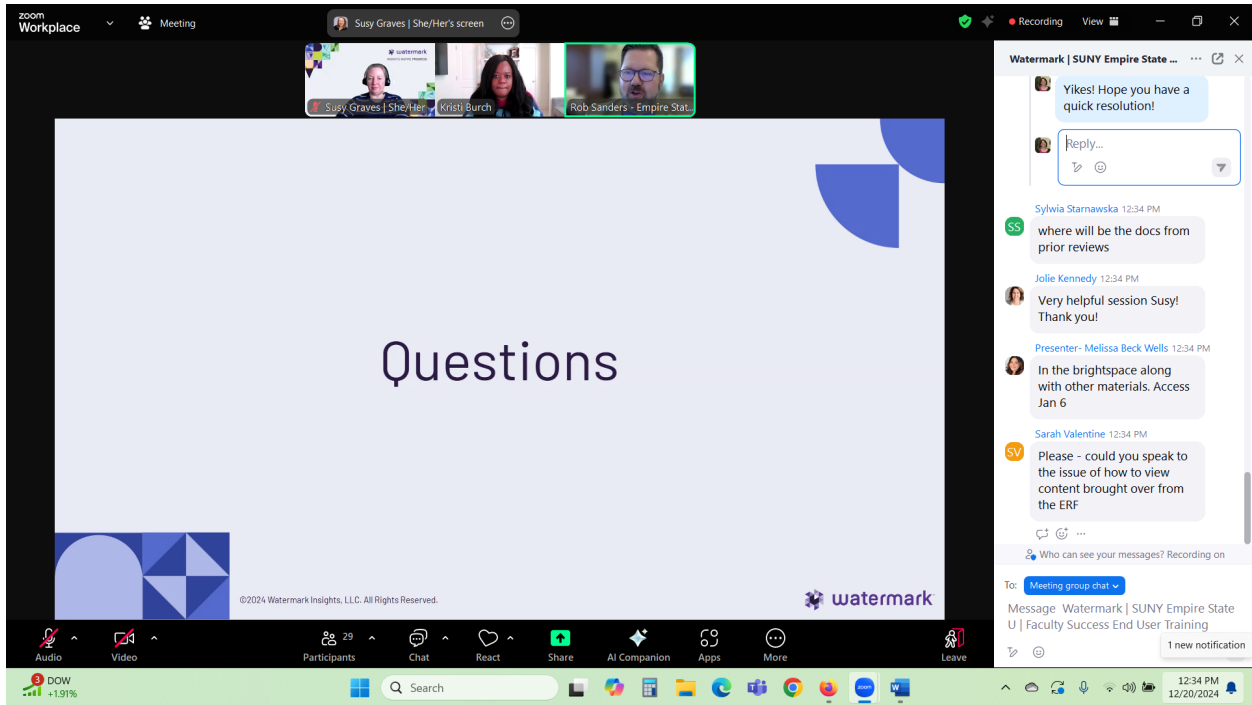 zoom
Workplace
Meeting
Susy Graves | She/Her's screen
Recording
View
watermark
Susy Graves | She/Her
Kristi Burch
Rob Sanders - Empire Stat...
Questions
©2024 Watermark Insights, LLC. All Rights Reserved.
watermark
Watermark | SUNY Empire State ...
Yikes! Hope you have a
quick resolution!
Reply...
Sylwia Starnawska 12:34 PM
SS
where will be the docs from
prior reviews
Jolie Kennedy 12:34 PM
Very helpful session Susy!
Thank you!
Presenter- Melissa Beck Wells 12:34 PM
In the brightspace along
with other materials. Access
Jan 6
Sarah Valentine 12:34 PM
SV
Please - could you speak to
the issue of how to view
content brought over from
the ERF
Who can see your messages? Recording on
To: Meeting group chat
Message Watermark | SUNY Empire State
U | Faculty Success End User Training
1 new notification
Audio
Video
29
Participants
Chat
React
Share
AI Companion
Apps
More
Leave
3
DOW
+1.91%
Search
zoom
W
12:34 PM
12/20/2024